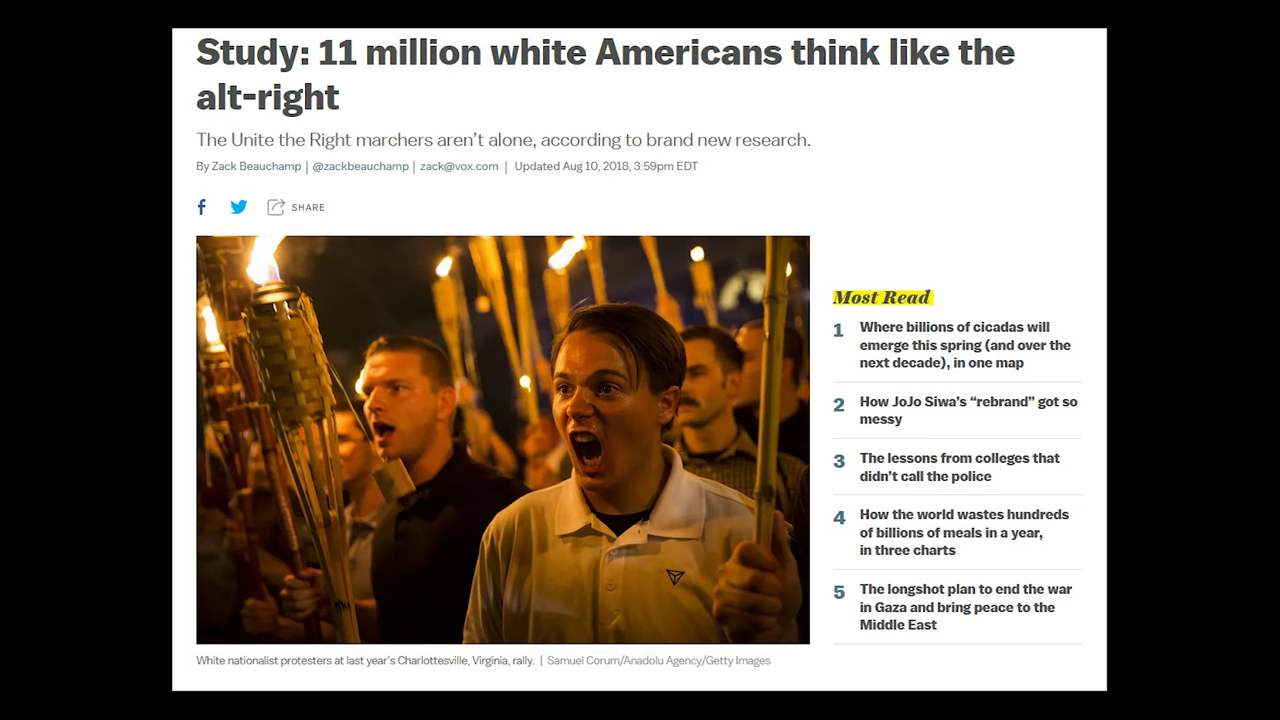 Study: 11 million white Americans think like the
alt-right
The Unite the Right marchers aren't alone, according to brand new research.
By Zack Beauchamp | @zackbeauchamp | zack@vox.com | Updated Aug 10, 2018, 3:59pm EDT
SHARE
Most Read
1 Where billions of cicadas will
emerge this spring (and over the
next decade), in one map
2 How JoJo Siwa's “rebrand” got so
messy
3 The lessons from colleges that
didn't call the police
4 How the world wastes hundreds
of billions of meals in a year,
in three charts
5 The longshot plan to end the war
in Gaza and bring peace to the
Middle East
White nationalist protesters at last year's Charlottesville, Virginia, rally. | Samuel Corum/Anadolu Agency/Getty Images